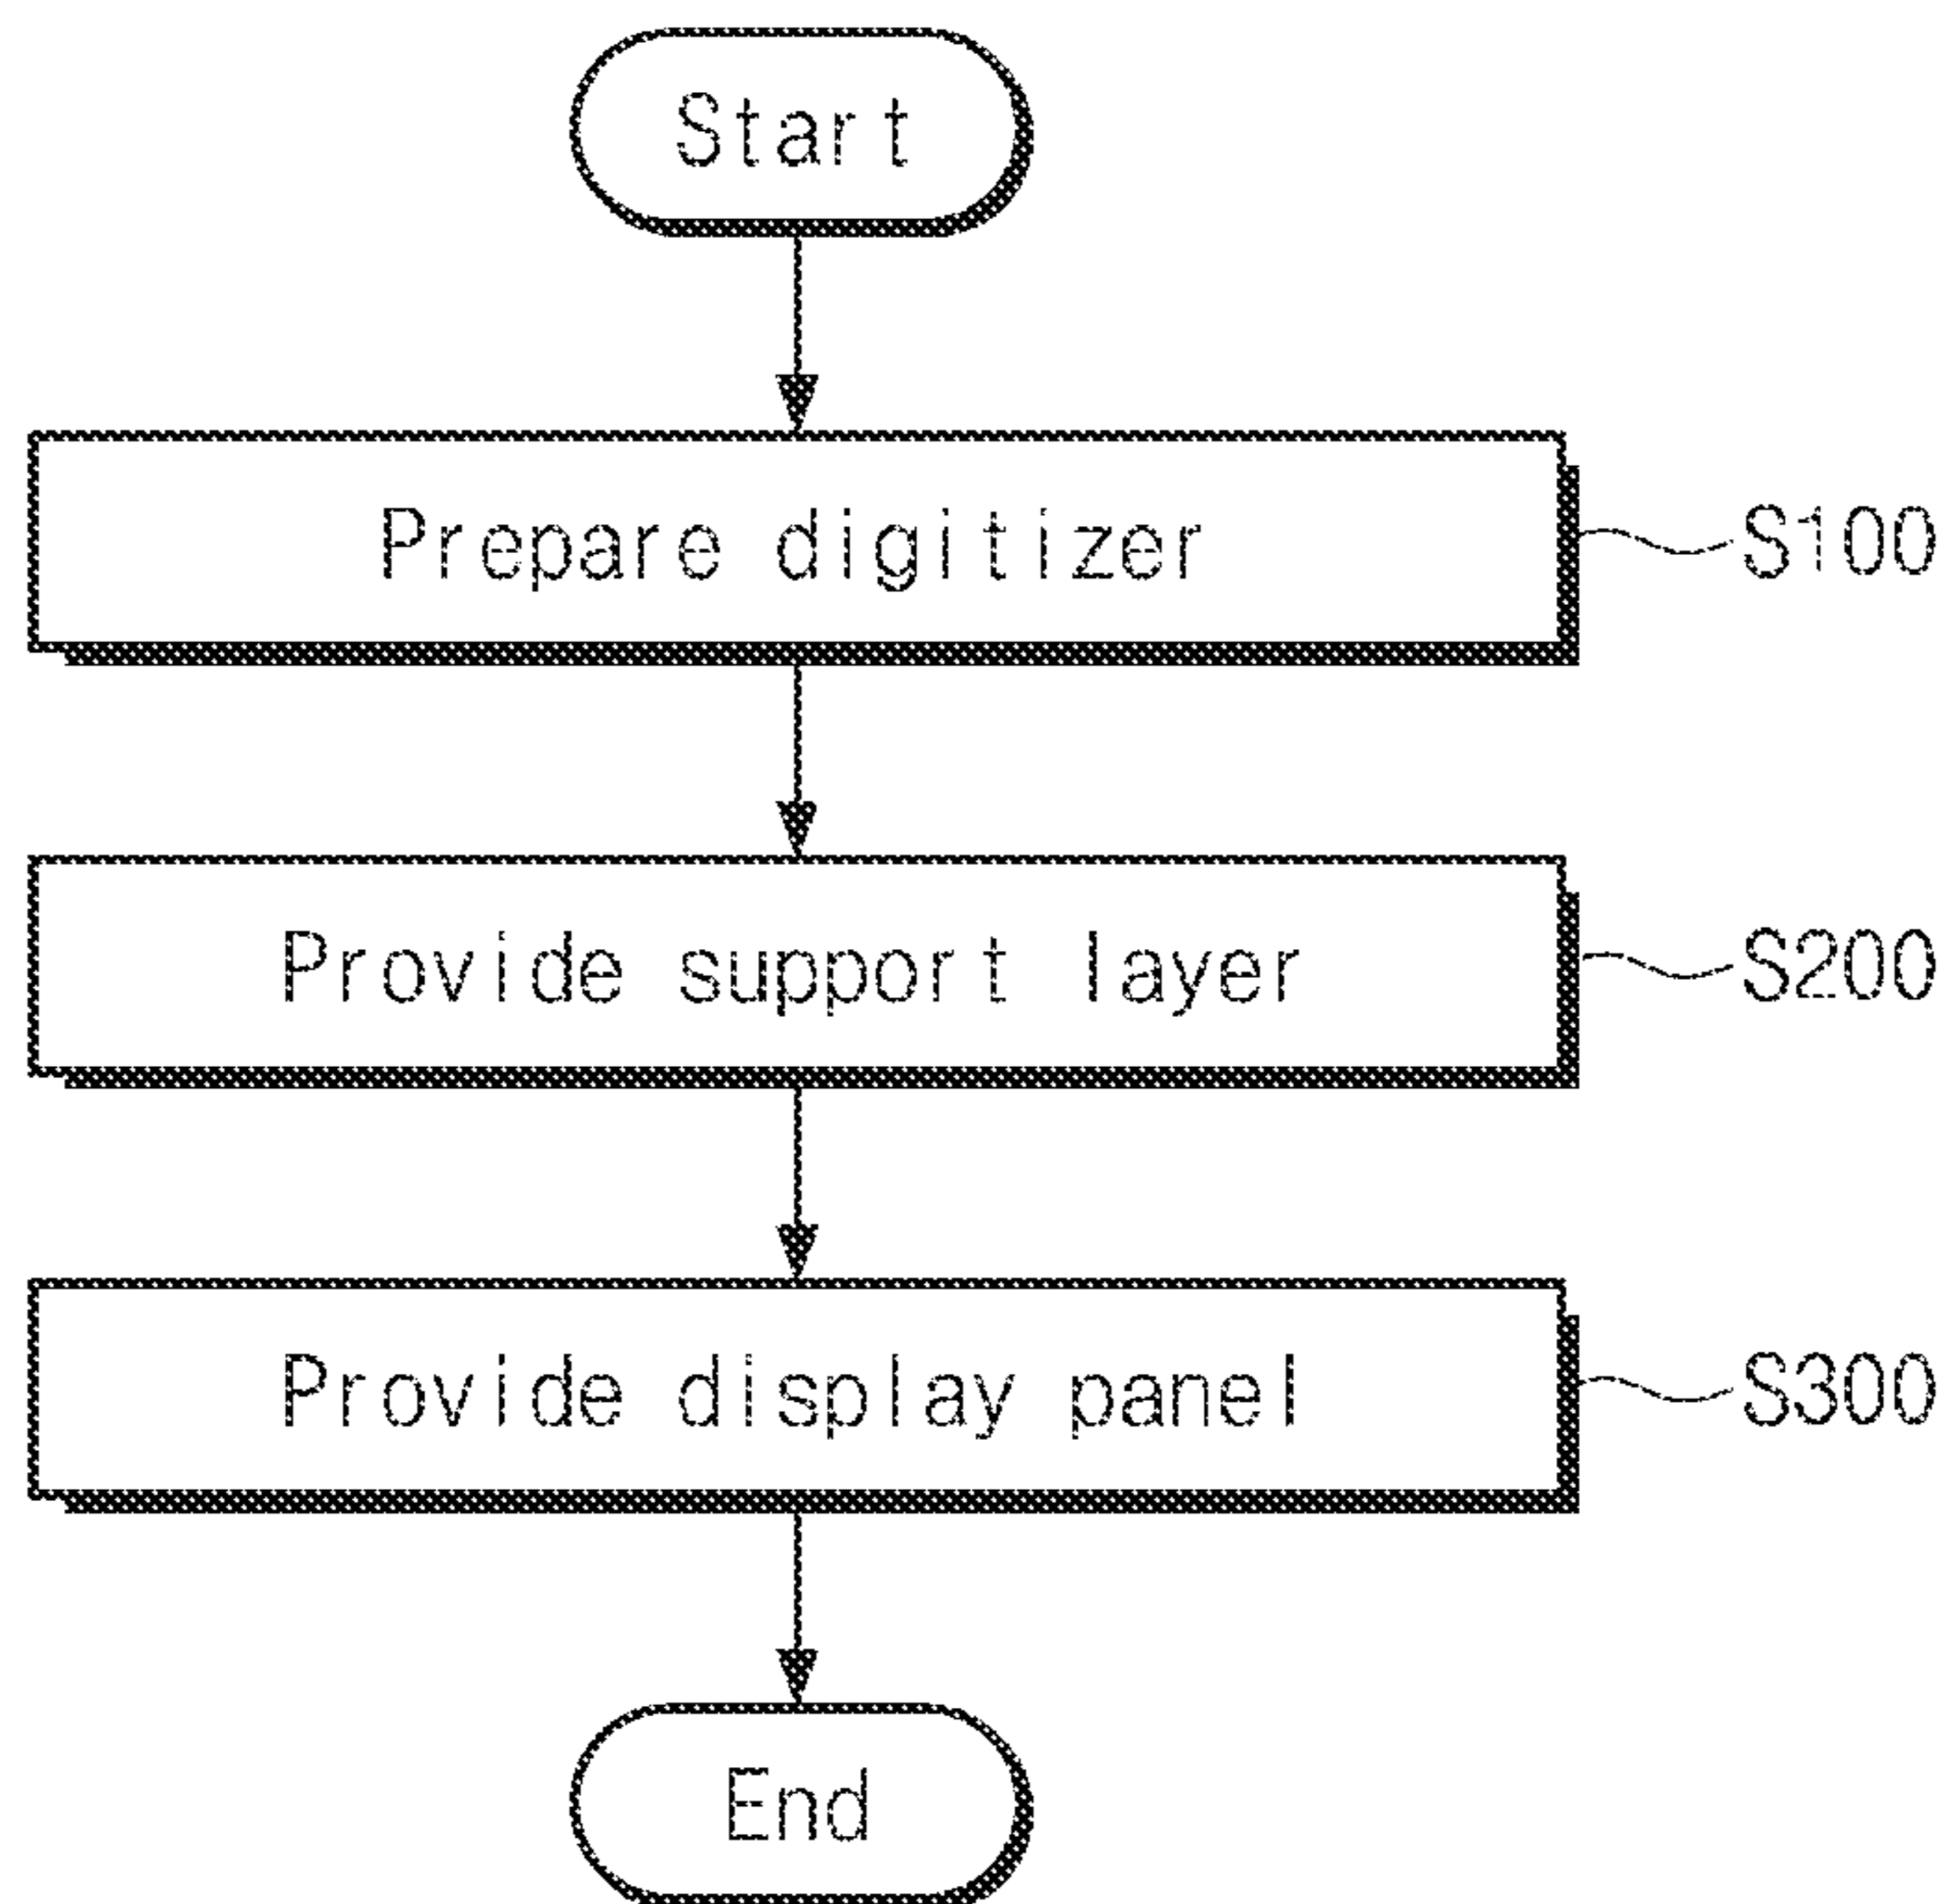 Start
Prepare digitizer
S100
Provide support layer
S200
Provide display panel
S300
End